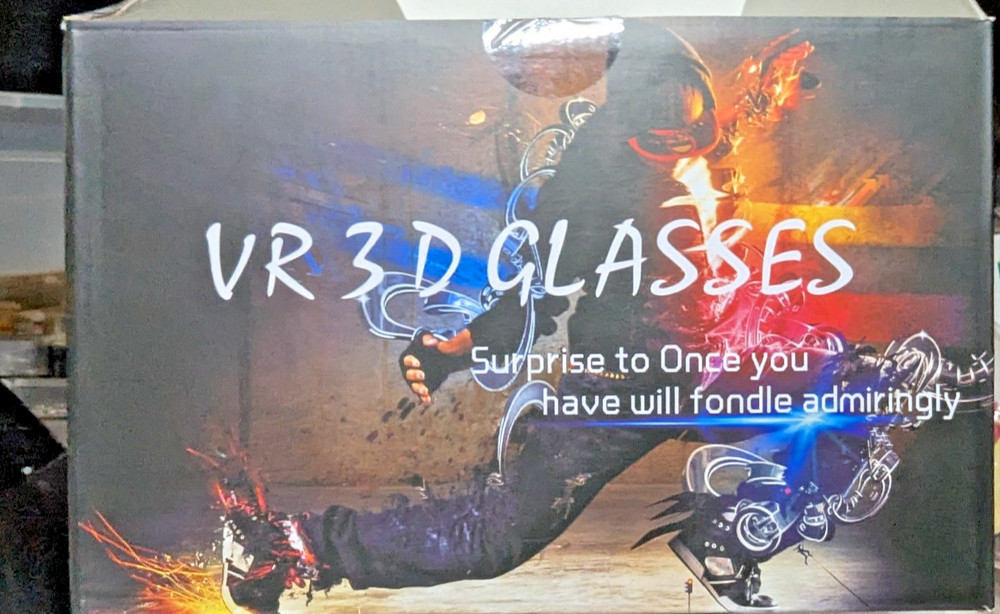 VR 3D GLASSES
Surprise to Once you
have will fondle admiringly